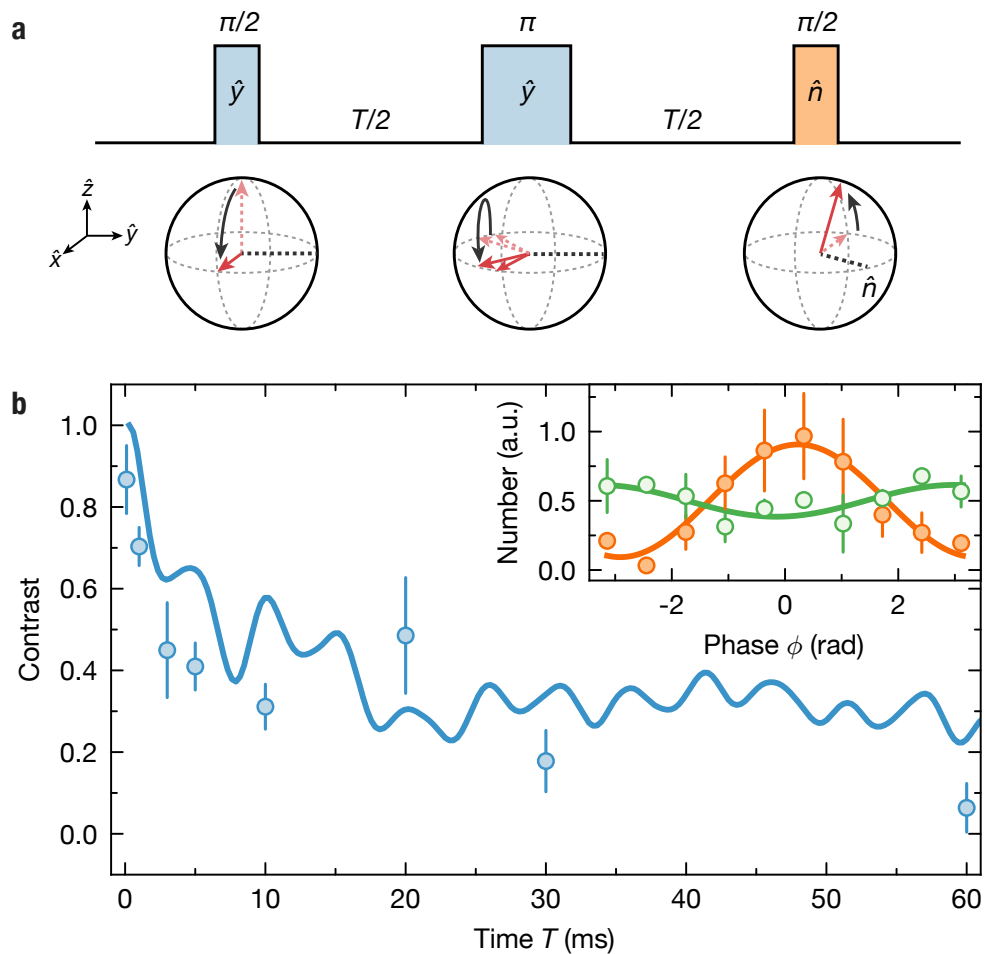 a
π/2 π π/2
ŷ ŷ n̂
T/2 T/2
ẑ
ŷ
x̂
n̂
b
Contrast
1.0
0.8
0.6
0.4
0.2
0.0
0 10 20 30 40 50 60
Time T (ms)
Number (a.u.)
1.0
0.5
0.0
-2 0 2
Phase ϕ (rad)